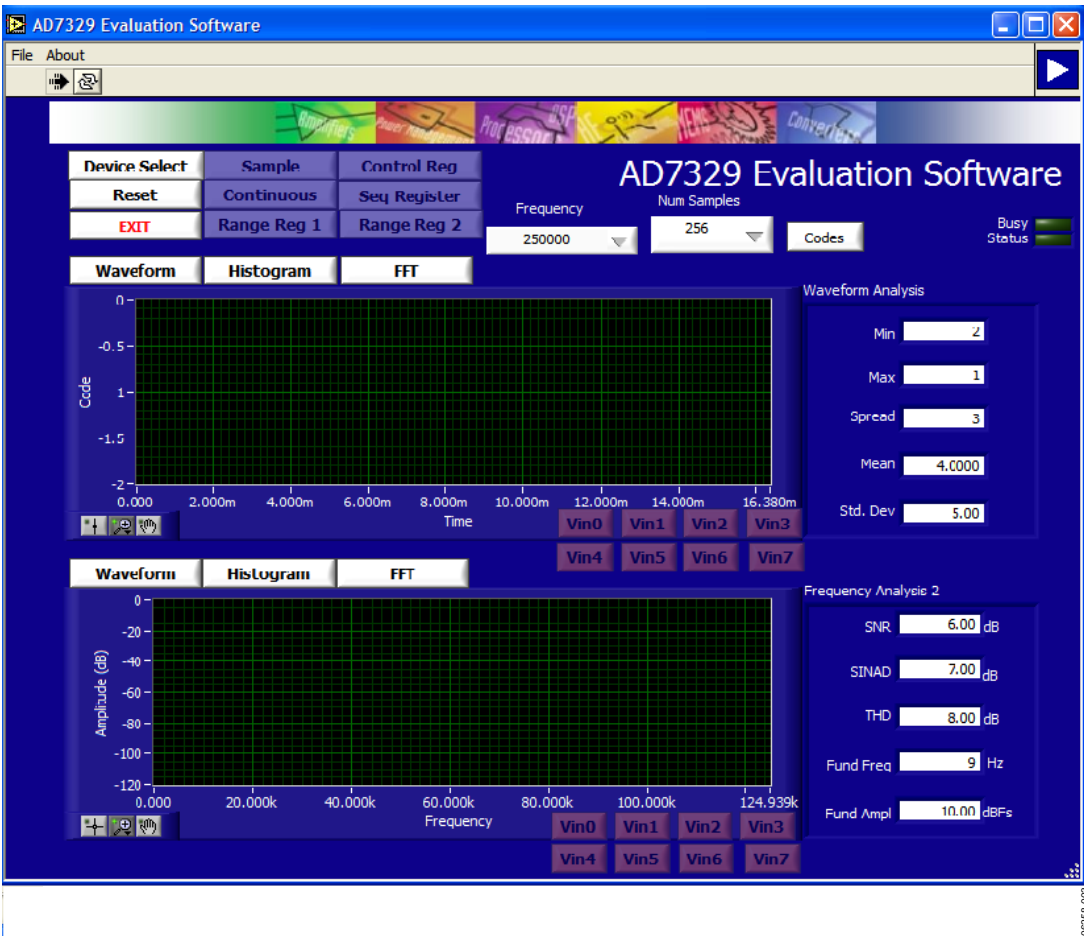 AD7329 Evaluation Software
File About
Amplifiers Power Management Processors DSP MEMS Converters
AD7329 Evaluation Software
Device Select Sample Control Reg
Reset Continuous Seq Register
EXIT Range Reg 1 Range Reg 2
Frequency
250000
Num Samples
256
Codes
Busy
Status
Waveform Histogram FFT
Code
0
-0.5
1
-1.5
-2
0.000 2.000m 4.000m 6.000m 8.000m 10.000m 12.000m 14.000m 16.380m
Time
Vin0 Vin1 Vin2 Vin3
Vin4 Vin5 Vin6 Vin7
Waveform Analysis
Min 2
Max 1
Spread 3
Mean 4.0000
Std. Dev 5.00
Waveform Histogram FFT
Amplitude (dB)
0
-20
-40
-60
-80
-100
-120
0.000 20.000k 40.000k 60.000k 80.000k 100.000k 124.939k
Frequency
Vin0 Vin1 Vin2 Vin3
Vin4 Vin5 Vin6 Vin7
Frequency Analysis 2
SNR 6.00 dB
SINAD 7.00 dB
THD 8.00 dB
Fund Freq 9 Hz
Fund Ampl 10.00 dBFs